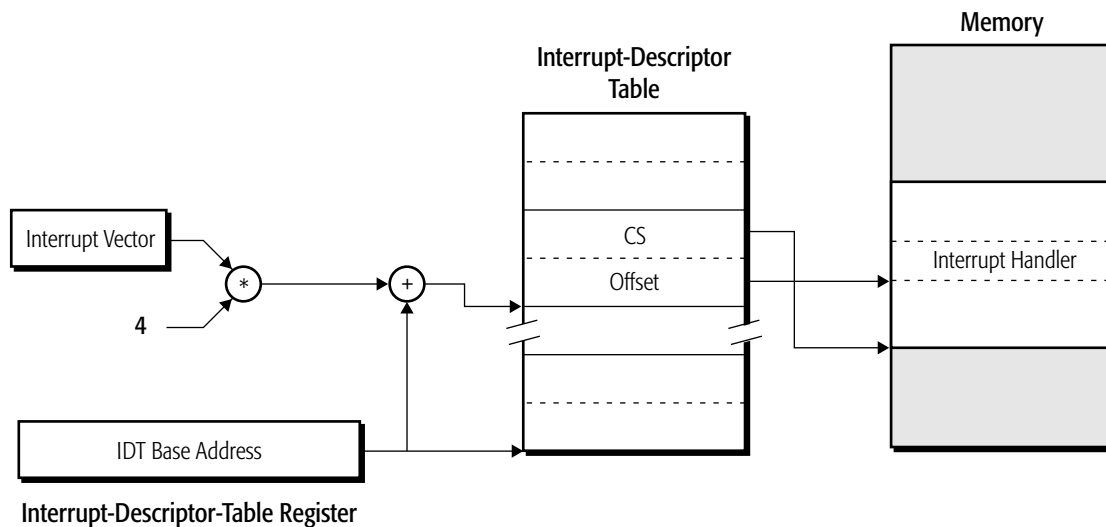 Memory
Interrupt-Descriptor
Table
Interrupt Vector
CS
Interrupt Handler
*
+
Offset
4
IDT Base Address
Interrupt-Descriptor-Table Register